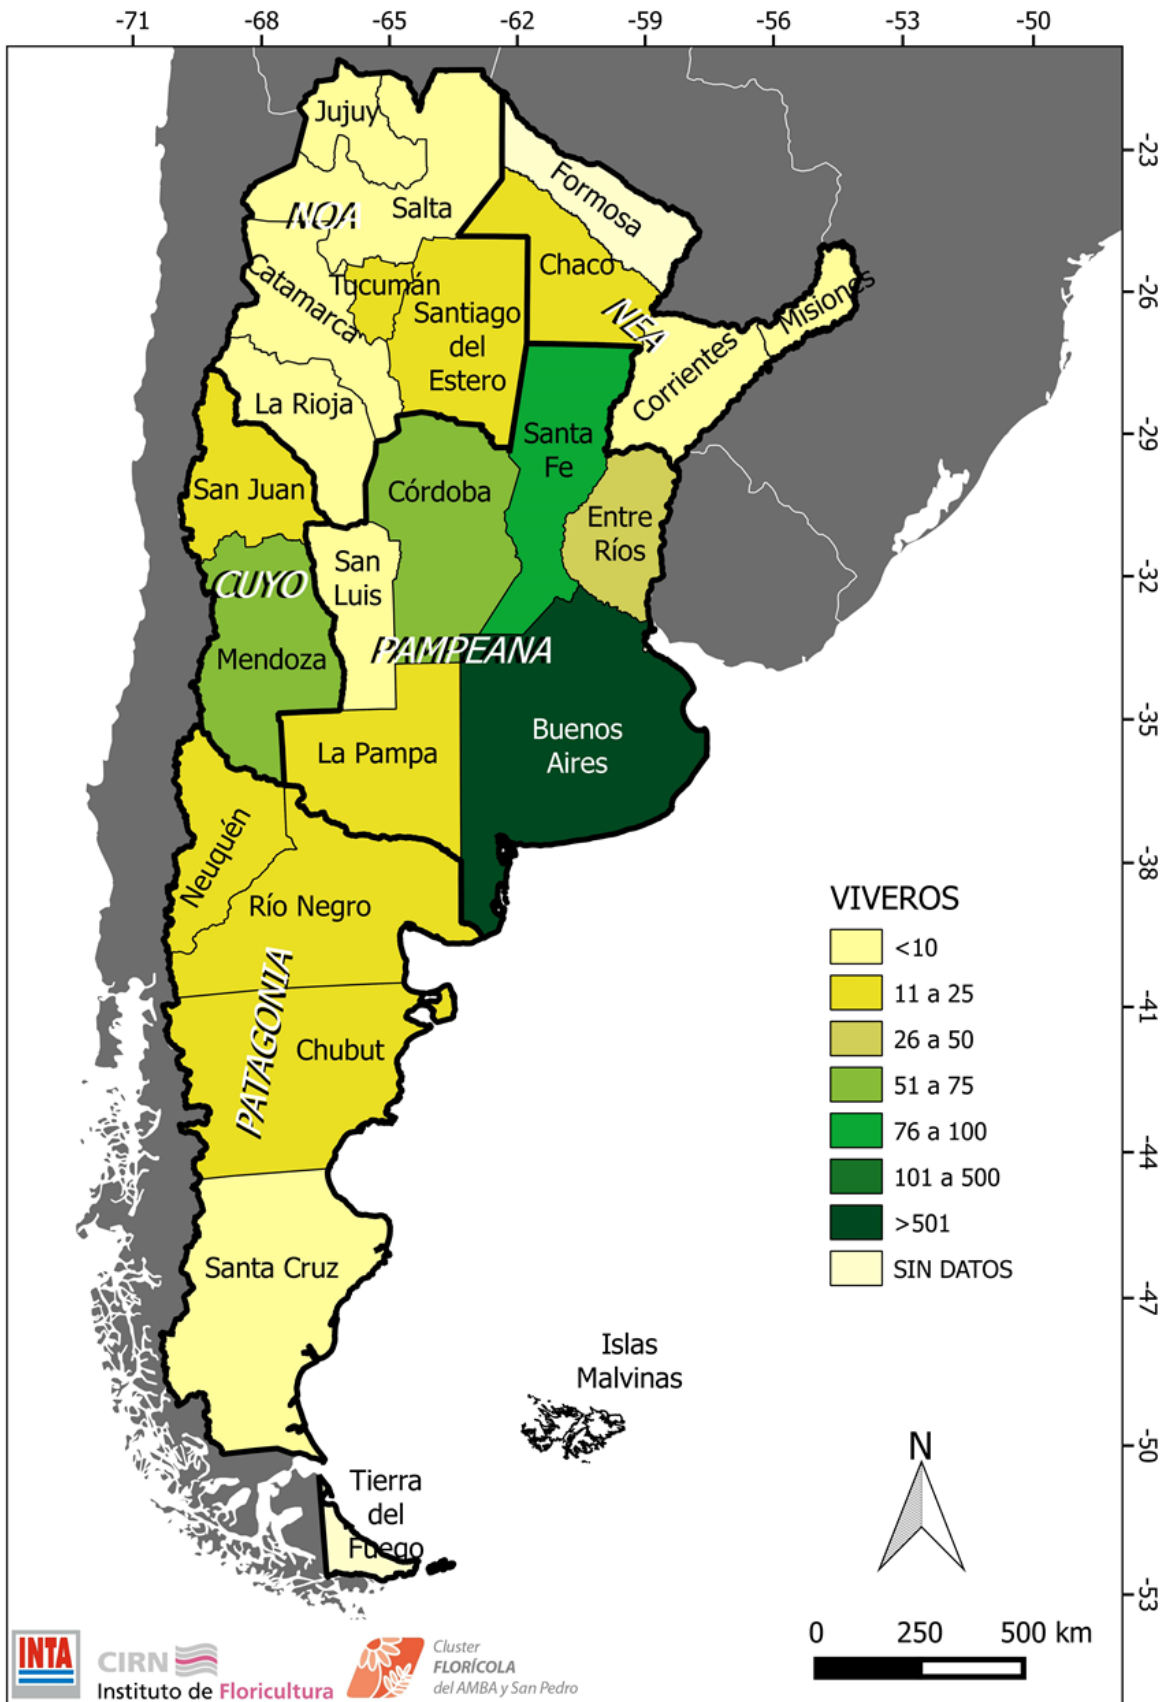 -71 -68 -65 -62 -59 -56 -53 -50
-23
-26
-29
-32
-35
-38
-41
-44
-47
-50
-53
Jujuy
Salta
NOA
Formosa
Catamarca
Tucumán
Santiago
del
Estero
Chaco
NEA
Misiones
Corrientes
La Rioja
Santa
Fe
San Juan
Córdoba
Entre
Ríos
San
Luis
CUYO
Mendoza
PAMPEANA
Buenos
Aires
La Pampa
Neuquén
Río Negro
PATAGONIA
Chubut
Santa Cruz
Islas
Malvinas
Tierra
del
Fuego
VIVEROS
<10
11 a 25
26 a 50
51 a 75
76 a 100
101 a 500
>501
SIN DATOS
N
0 250 500 km
INTA
CIRN
Instituto de Floricultura
Cluster
FLORÍCOLA
del AMBA y San Pedro